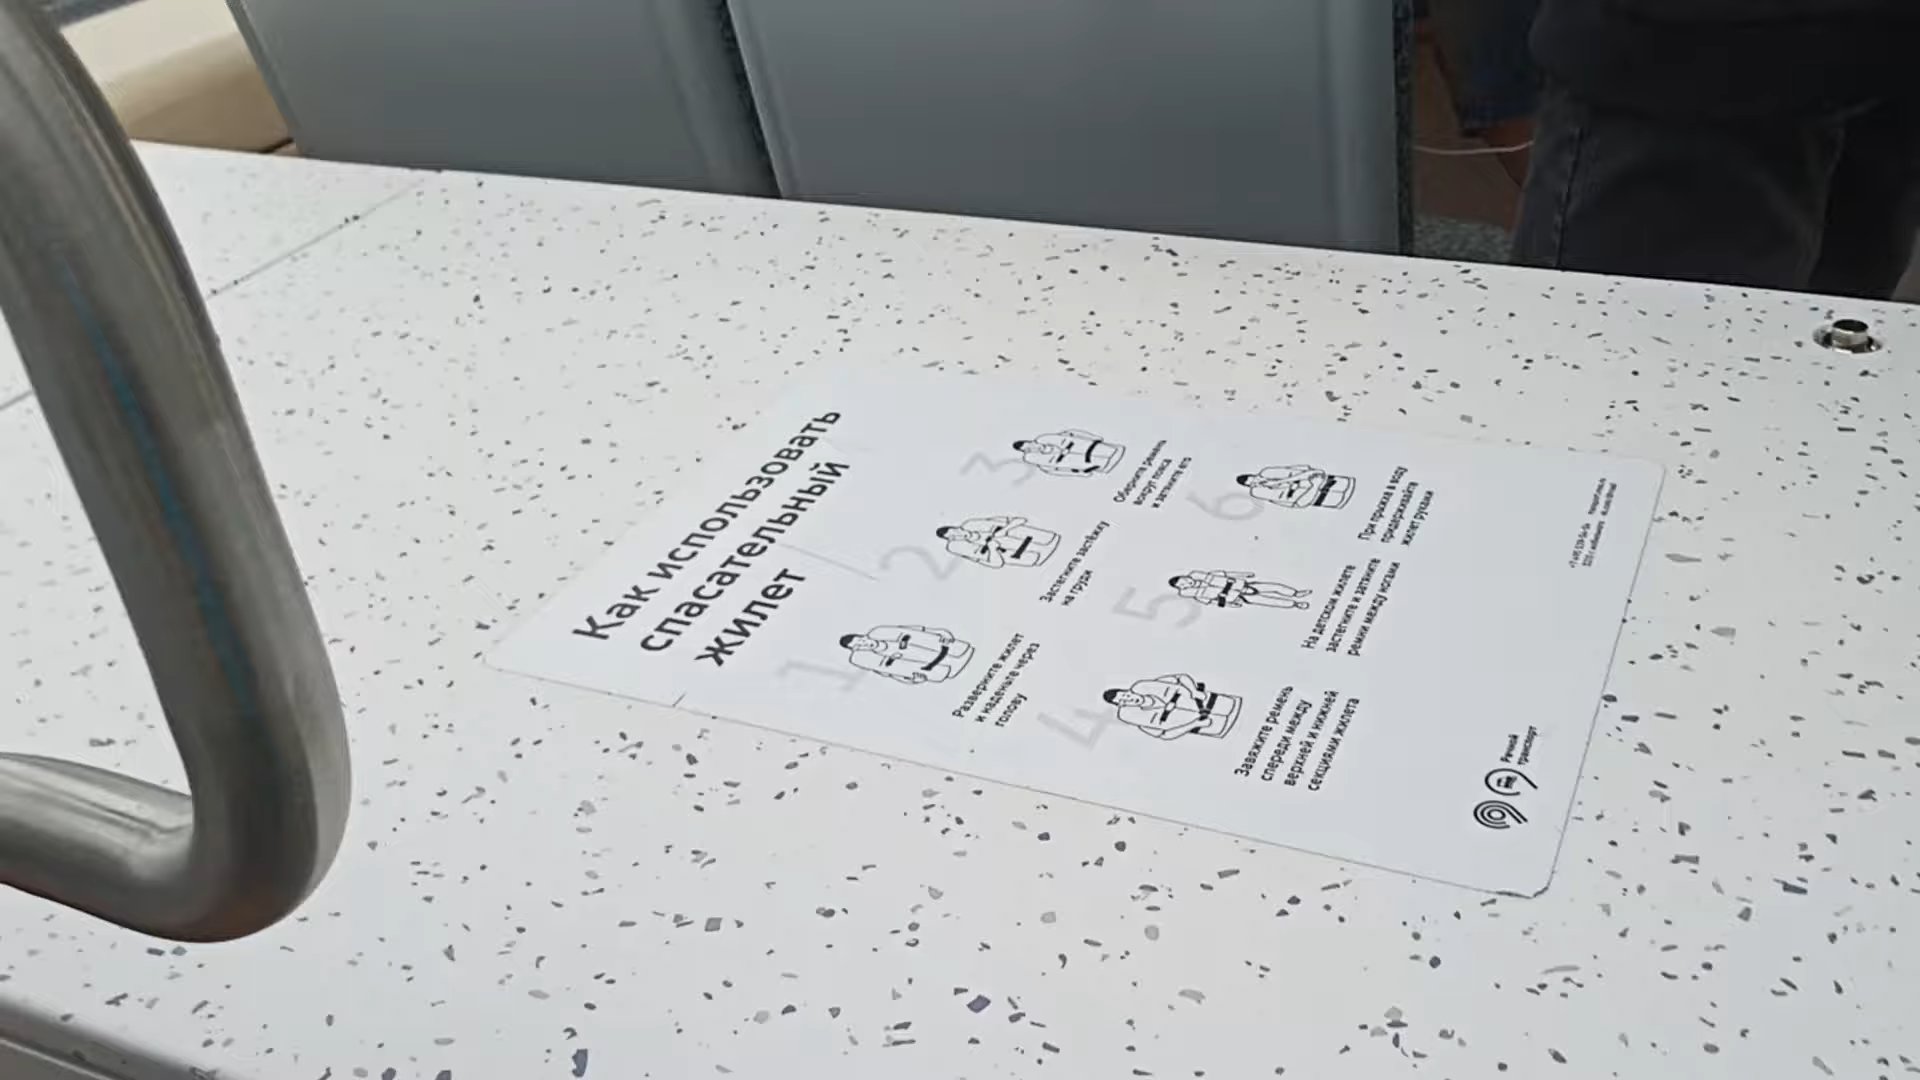 Как использовать
спасательный
жилет
1
Разверните жилет
и наденьте через
голову
2
Застегните застёжку
на груди
3
Оберните ремень
вокруг пояса
и затяните его
4
Завяжите ремень
спереди между
верхней и нижней
секциями жилета
5
На детском жилете
застегните и затяните
ремни между ногами
6
При прыжке в воду
придерживайте
жилет руками
Речной
транспорт